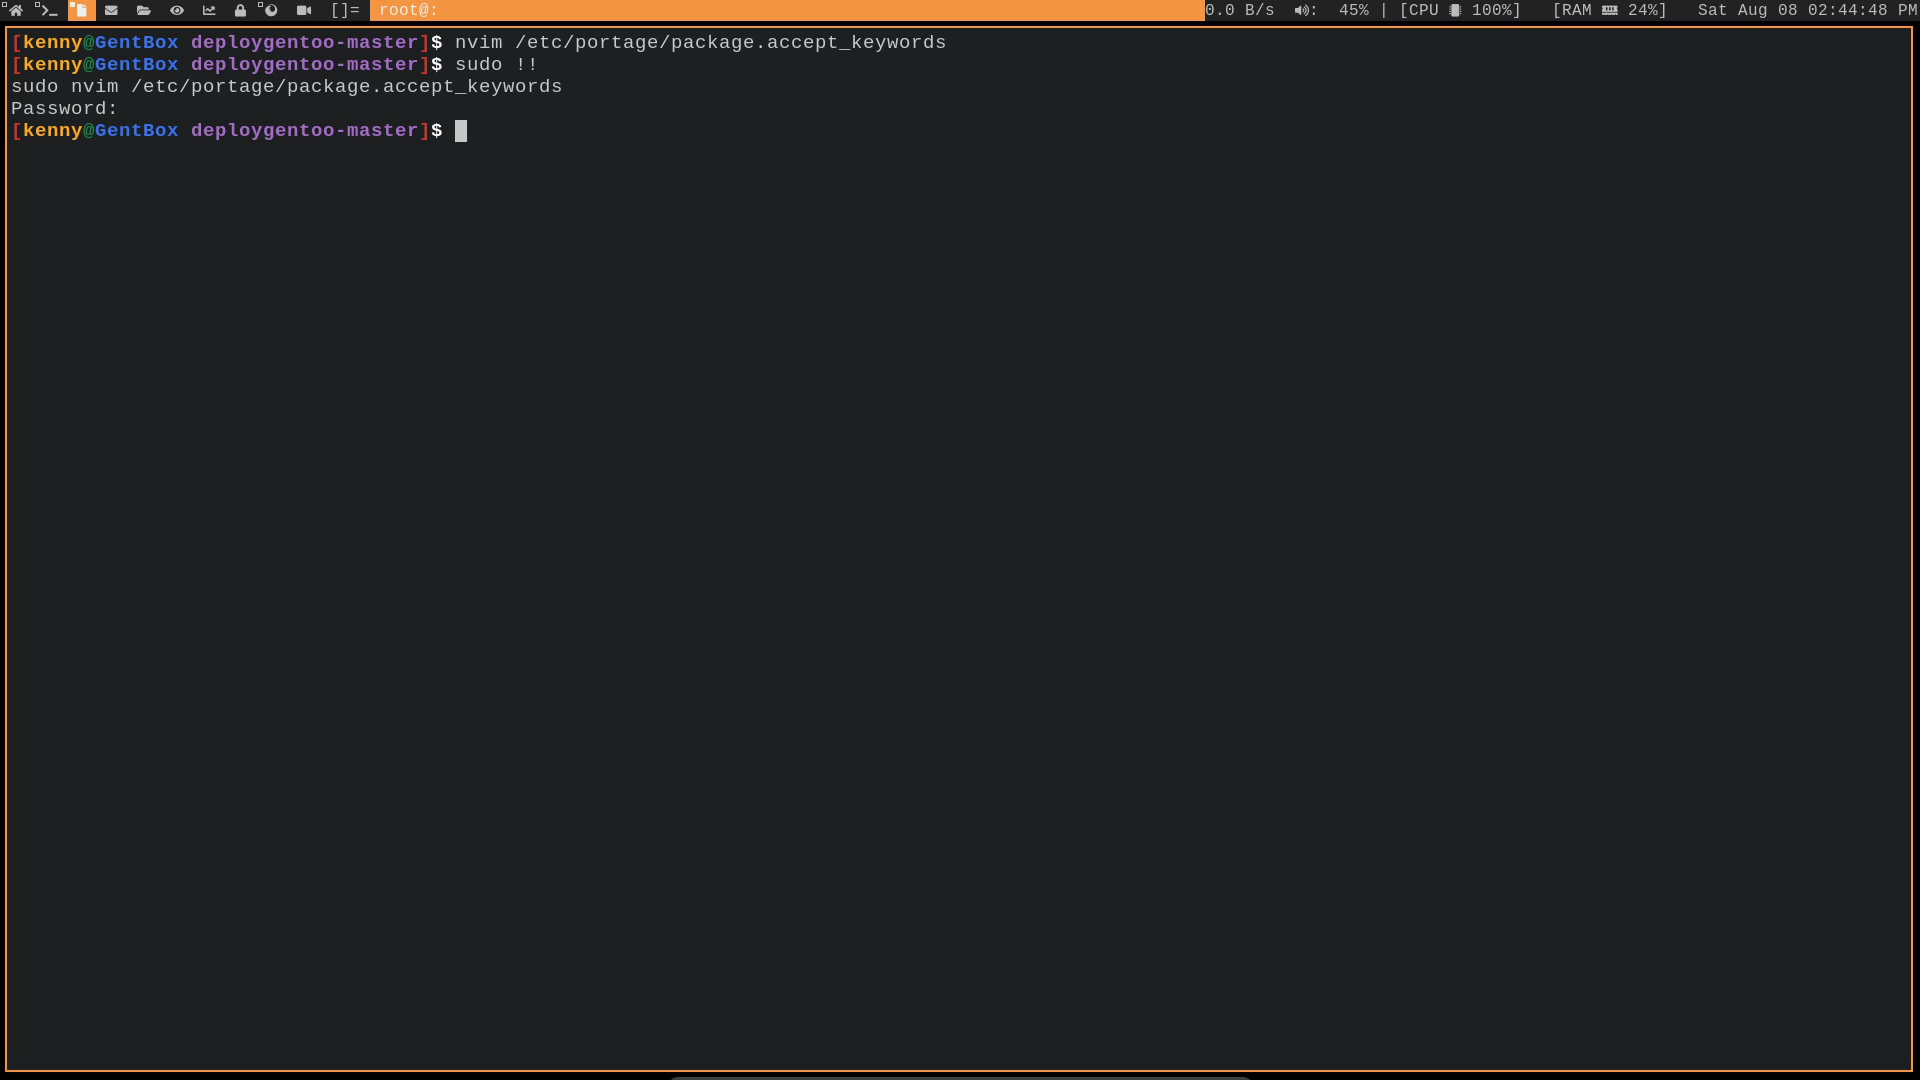 []= root@: 0.0 B/s : 45% | [CPU 100%] [RAM 24%] Sat Aug 08 02:44:48 PM
[kenny@GentBox deploygentoo-master]$ nvim /etc/portage/package.accept_keywords
[kenny@GentBox deploygentoo-master]$ sudo !!
sudo nvim /etc/portage/package.accept_keywords
Password:
[kenny@GentBox deploygentoo-master]$